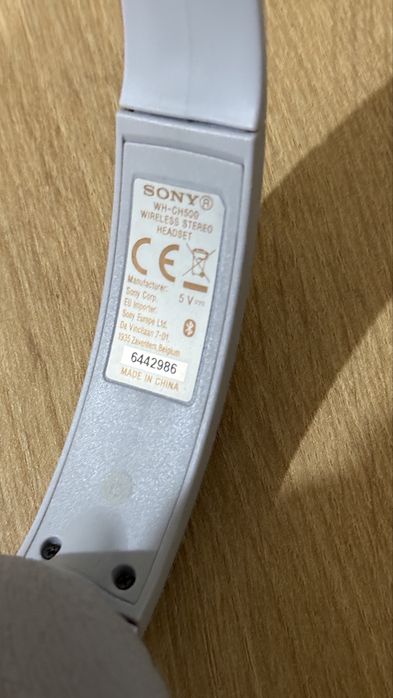 SONY®
WH-CH500
WIRELESS STEREO
HEADSET
CE
5 V
Manufacturer:
Sony Corp.
EU Importer:
Sony Europe Ltd.
Da Vincilaan 7-D1,
1935 Zaventem Belgium
6442986
MADE IN CHINA